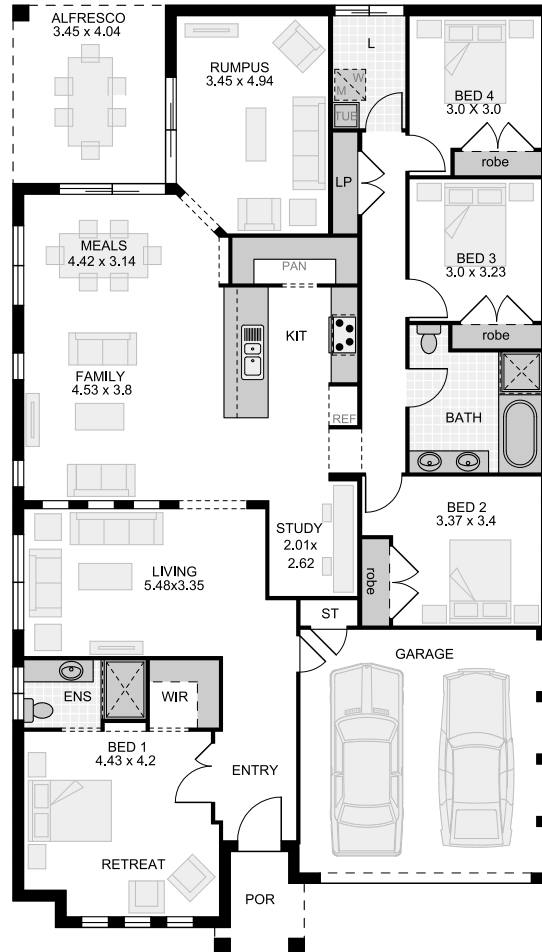 ALFRESCO
3.45 x 4.04
RUMPUS
3.45 x 4.94
L
W
M
TUB
BED 4
3.0 X 3.0
robe
LP
MEALS
4.42 x 3.14
PAN
BED 3
3.0 x 3.23
robe
KIT
FAMILY
4.53 x 3.8
REF
BATH
BED 2
3.37 x 3.4
STUDY
2.01x
2.62
LIVING
5.48x3.35
robe
ST
GARAGE
ENS
WIR
BED 1
4.43 x 4.2
ENTRY
RETREAT
POR